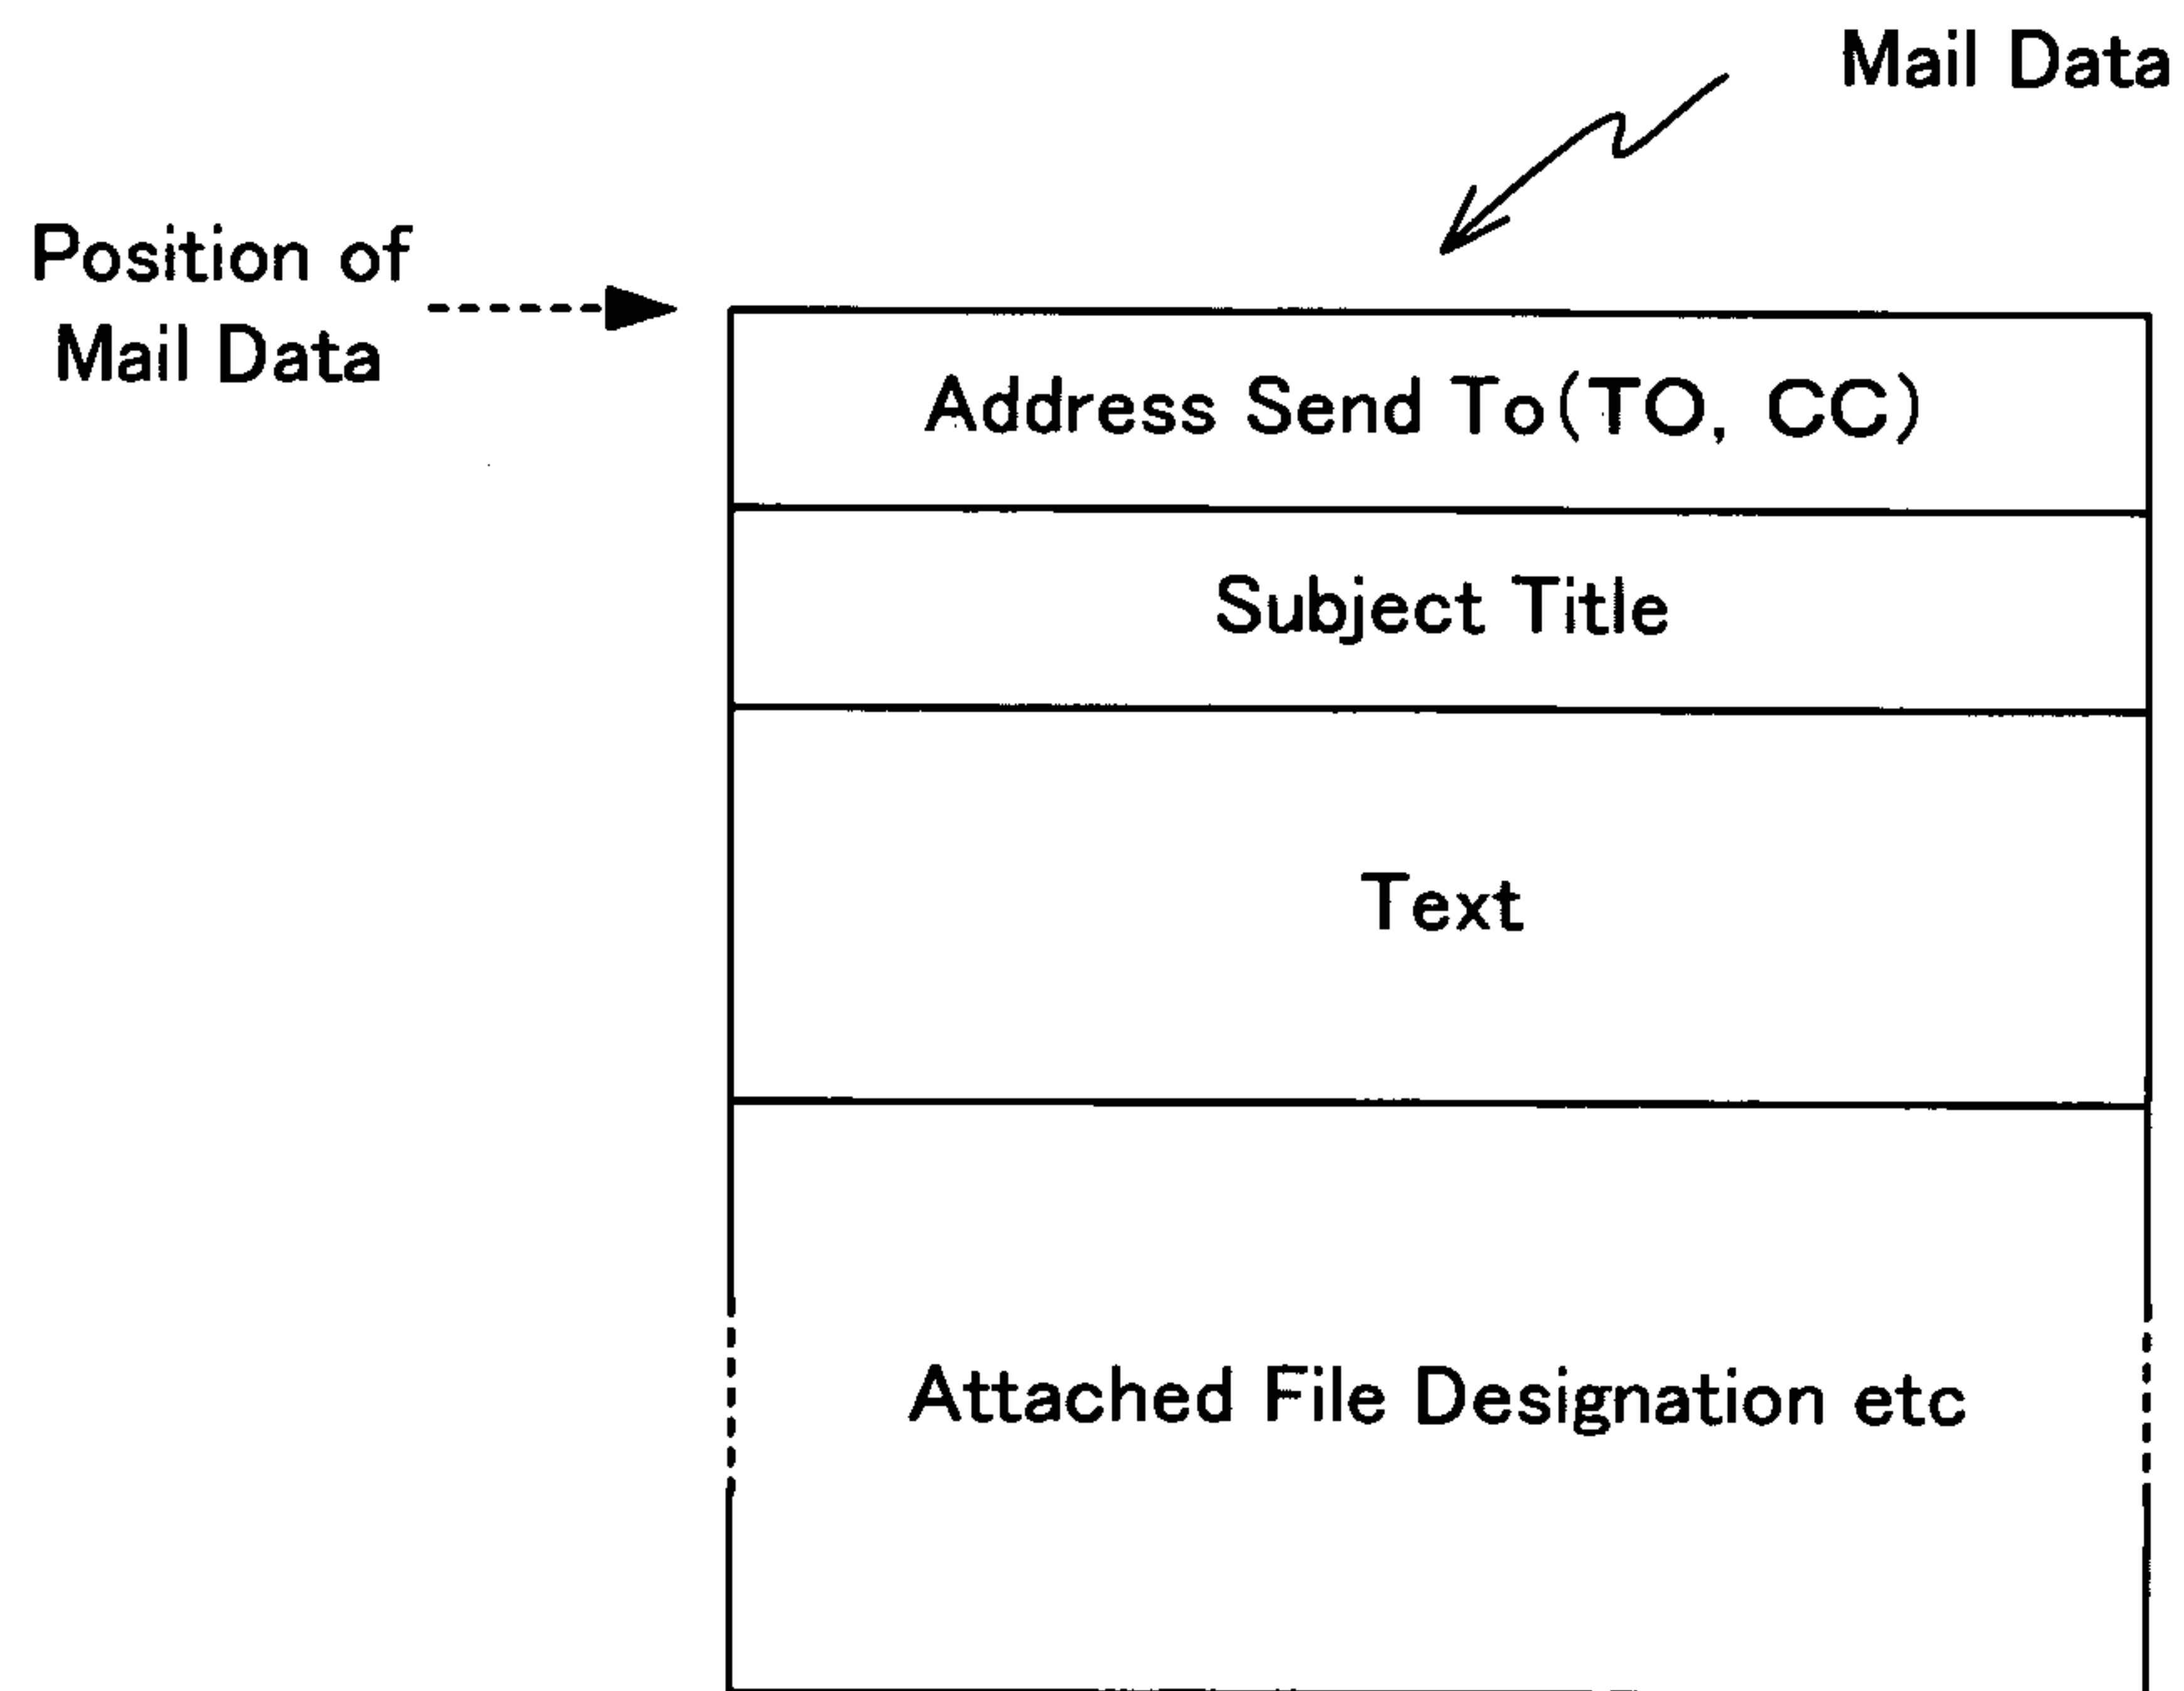 Mail Data
Position of
Mail Data
Address Send To(TO, CC)
Subject Title
Text
Attached File Designation etc